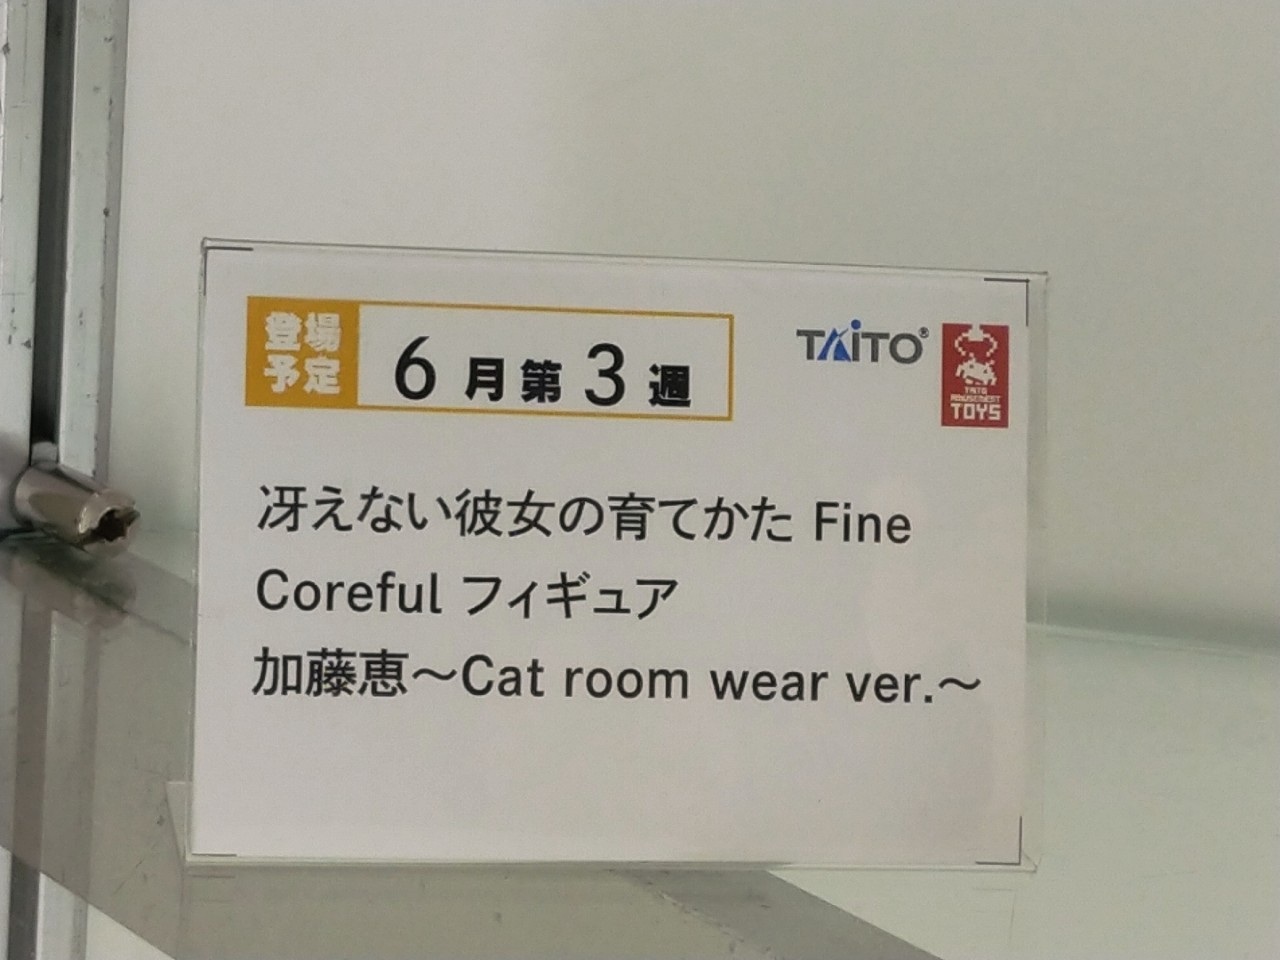 登場
予定
6月第3週
TAiTO®
TAITO
AMUSEMENT
TOYS
冴えない彼女の育てかた Fine
Coreful フィギュア
加藤恵～Cat room wear ver.～